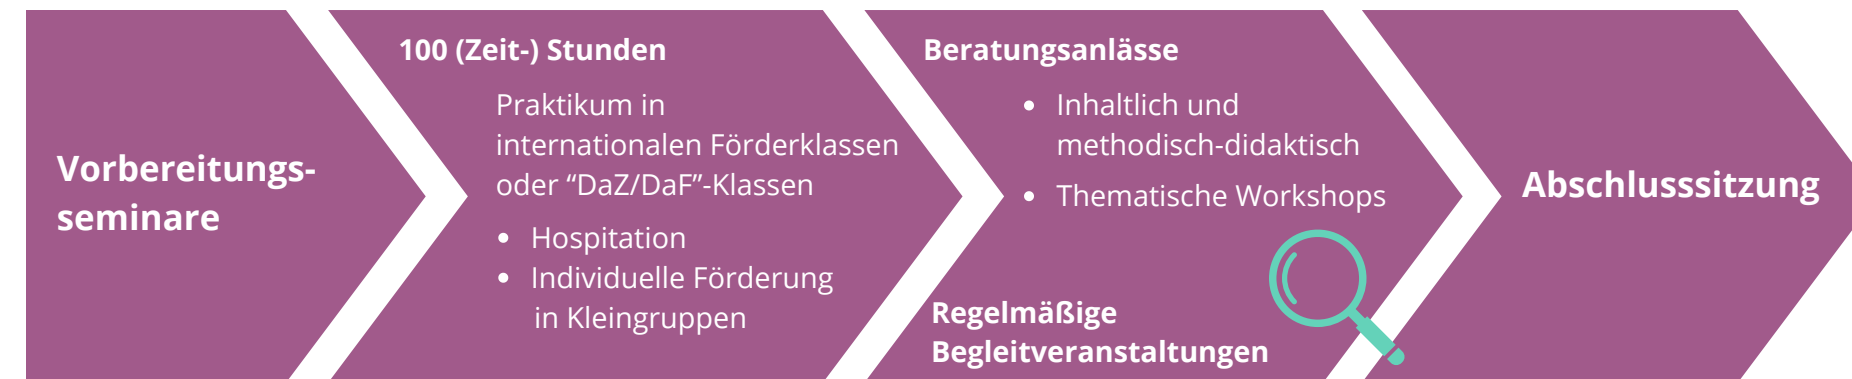 Vorbereitungs-
seminare
100 (Zeit-) Stunden
Praktikum in
internationalen Förderklassen
oder “DaZ/DaF”-Klassen
• Hospitation
• Individuelle Förderung
in Kleingruppen
Beratungsanlässe
• Inhaltlich und
methodisch-didaktisch
• Thematische Workshops
Regelmäßige
Begleitveranstaltungen
Abschlusssitzung